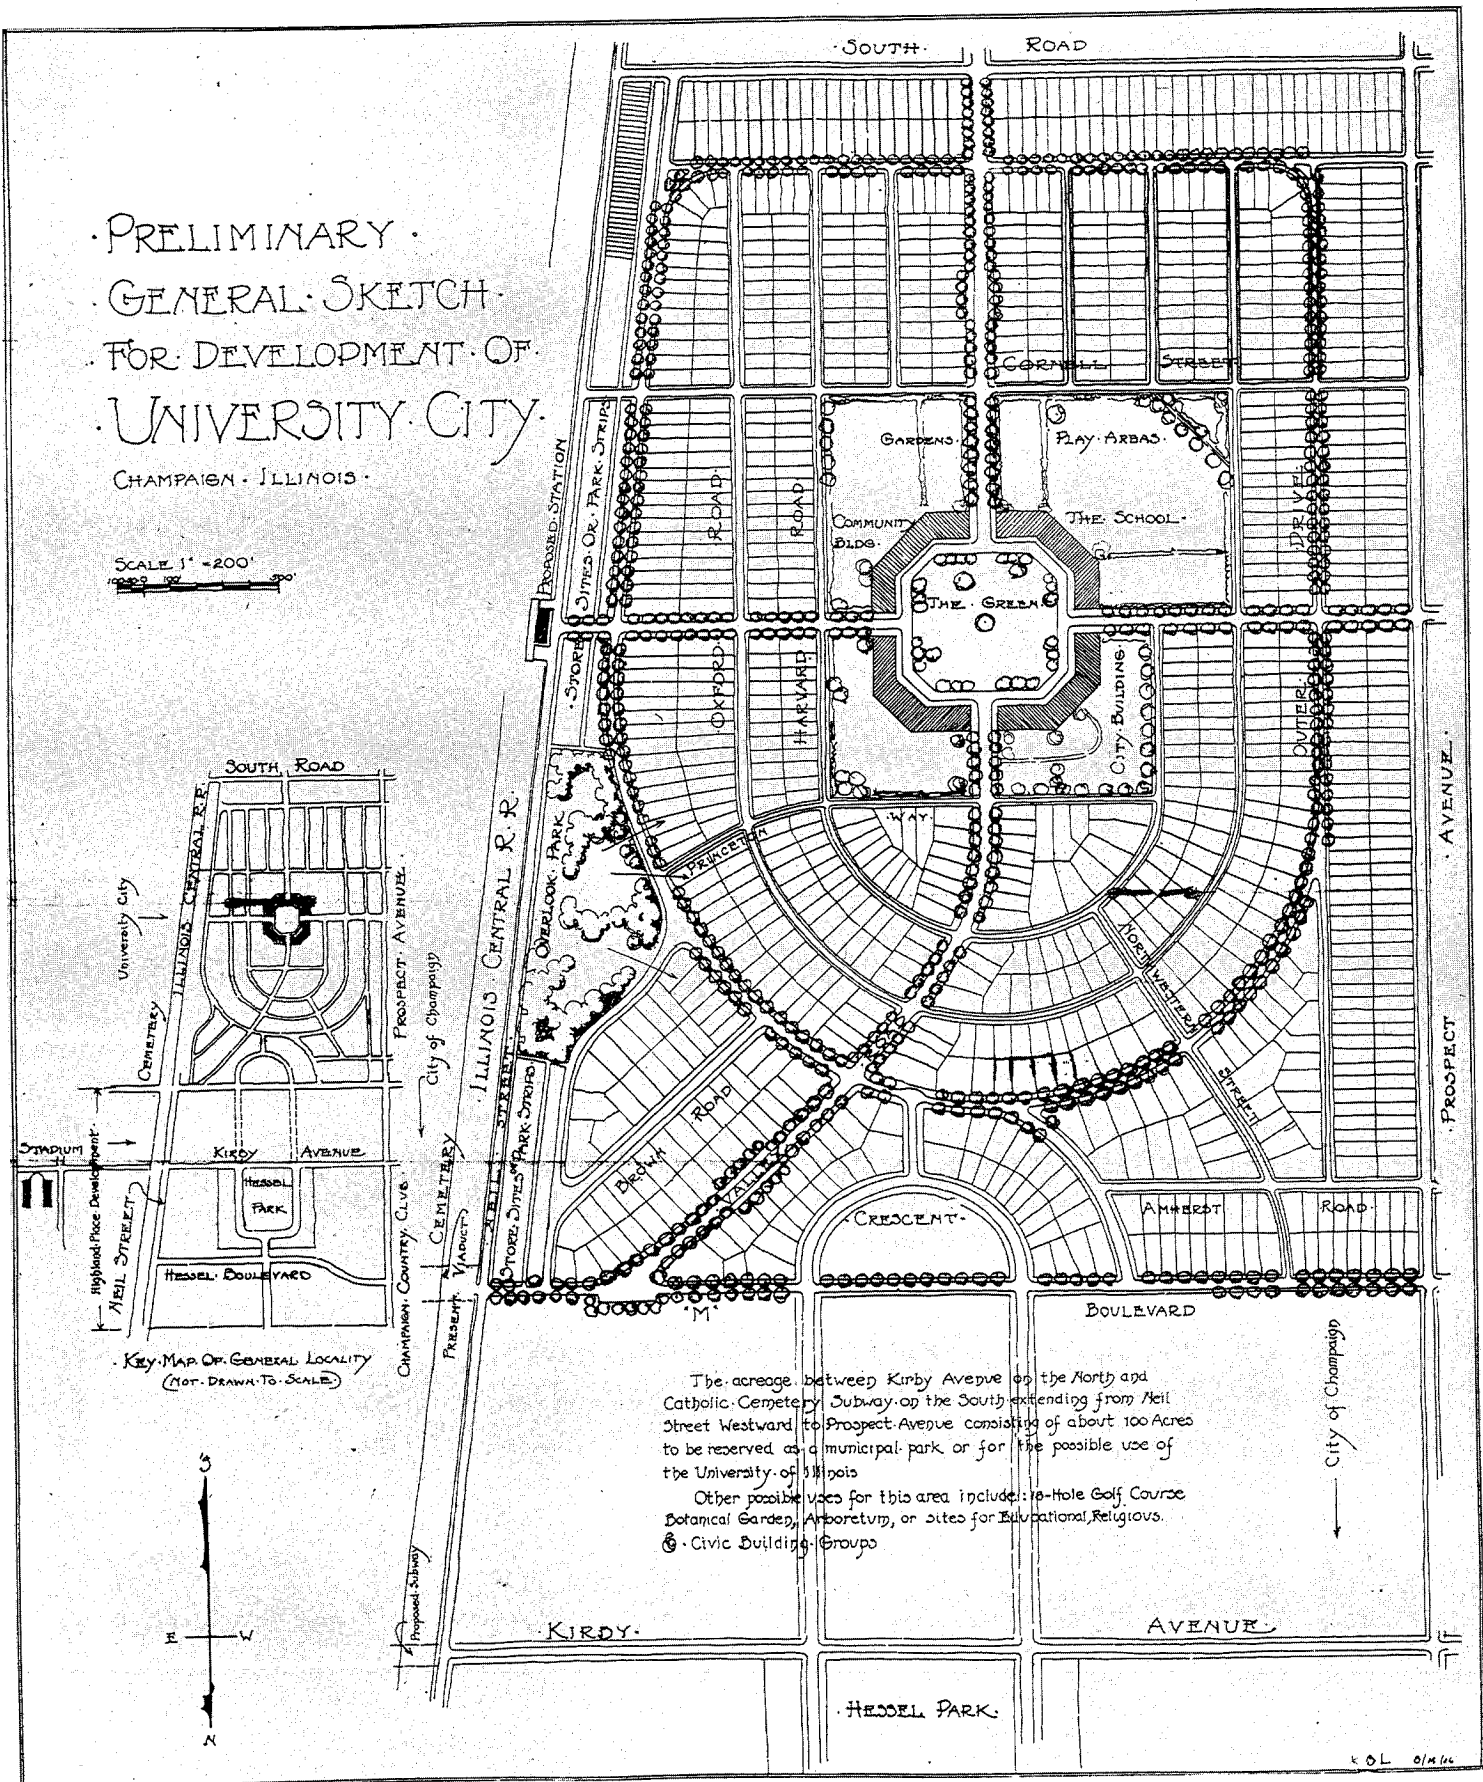 ·SOUTH· ROAD
·PRELIMINARY·
·GENERAL·SKETCH·
·FOR·DEVELOPMENT·OF·
·UNIVERSITY·CITY·
CHAMPAIGN·ILLINOIS·
SCALE 1" = 200'
CORNELL STREET
GARDENS·
PLAY·AREAS·
COMMUNITY
BLDG·
THE·SCHOOL·
THE·GREEN·
CITY·BUILDING·
PROPOSED·STATION
·STORE SITES·OR·PARK·STRIPS
OXFORD· ROAD·
HARVARD ROAD
OUTER· DRIVE·
PROSPECT · AVENUE·
·OVERLOOK·PARK
·PRINCETON ·WAY·
NORTHWESTERN STREET
·ILLINOIS·CENTRAL R.R.
·NEIL·STREET·
STORE·SITES OR PARK·STRIPS
BROWN ROAD
VALLEY
·CRESCENT·
AMHERST ROAD·
"M" BOULEVARD
CEMETERY
PRESENT VIADUCT
Proposed·Subway
City of Champaign
SOUTH ROAD
ILLINOIS CENTRAL R.R.
University City
PROSPECT·AVENUE·
City of Champaign
CEMETERY
STADIUM
Highland·Place·Development·
NEIL STREET
KIRBY AVENUE
HESSEL
PARK
HESSEL·BOULEVARD
CHAMPAIGN·COUNTRY·CLUB·
·KEY·MAP·OF·GENERAL LOCALITY
(NOT·DRAWN·TO·SCALE)
The·acreage between Kirby Avenue on the North and
Catholic·Cemetery Subway·on the South·extending from Neil
Street Westward to Prospect·Avenue consisting of about 100 Acres
to be reserved as a municipal·park or for the possible use of
the University·of Illinois
Other possible uses for this area include: 18-Hole Golf Course
Botanical Garden, Arboretum, or sites for Educational, Religious.
& · Civic Building·Groups
S
E W
N
·KIRBY· AVENUE·
·HESSEL PARK·